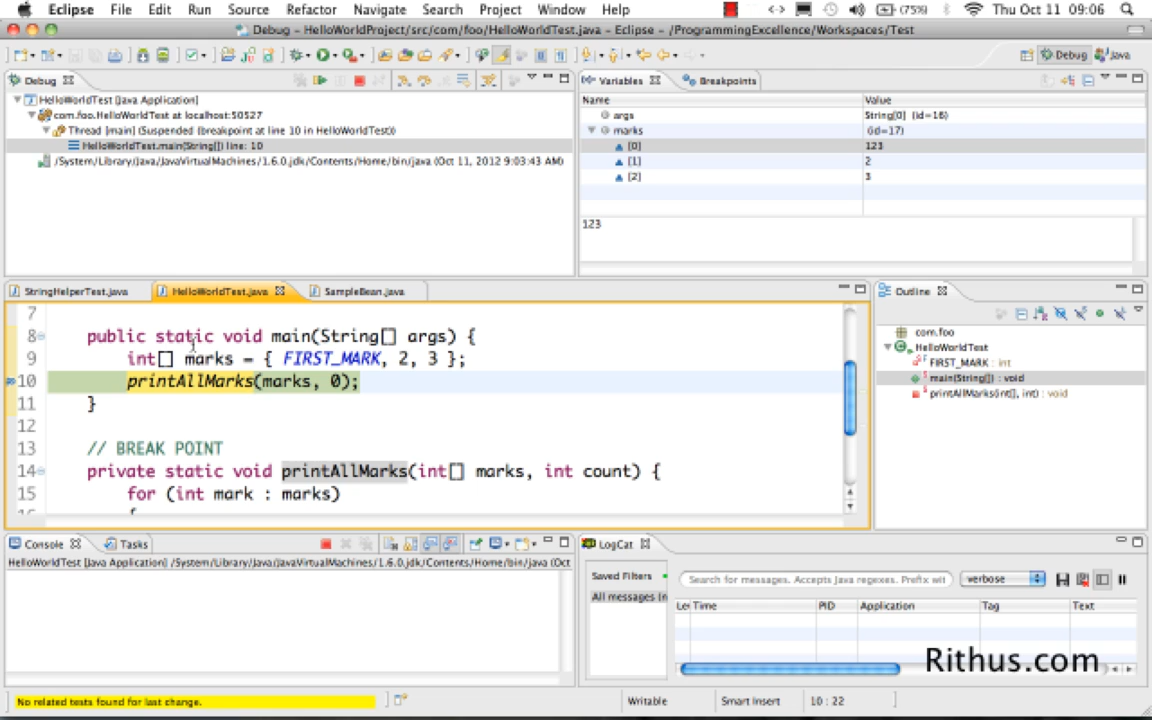 Eclipse File Edit Run Source Refactor Navigate Search Project Window Help (75%) Thu Oct 11 09:06
Debug – HelloWorldProject/src/com/foo/HelloWorldTest.java – Eclipse – /ProgrammingExcellence/Workspaces/Test
Debug Java
Debug
HelloWorldTest [Java Application]
com.foo.HelloWorldTest at localhost:50527
Thread [main] (Suspended (breakpoint at line 10 in HelloWorldTest))
HelloWorldTest.main(String[]) line: 10
/System/Library/Java/JavaVirtualMachines/1.6.0.jdk/Contents/Home/bin/java (Oct 11, 2012 9:03:43 AM)
Variables Breakpoints
Name Value
args String[0] (id=16)
marks (id=17)
[0] 123
[1] 2
[2] 3
123
StringHelperTest.java HelloWorldTest.java SampleBean.java
7
8 public static void main(String[] args) {
9 int[] marks = { FIRST_MARK, 2, 3 };
10 printAllMarks(marks, 0);
11 }
12
13 // BREAK POINT
14 private static void printAllMarks(int[] marks, int count) {
15 for (int mark : marks)
{
Outline
com.foo
HelloWorldTest
FIRST_MARK : int
main(String[]) : void
printAllMarks(int[], int) : void
Console Tasks
HelloWorldTest [Java Application] /System/Library/Java/JavaVirtualMachines/1.6.0.jdk/Contents/Home/bin/java (Oct
LogCat
Saved Filters
All messages (n
Search for messages. Accepts Java regexes. Prefix wit verbose
Time PID Application Tag Text
Rithus.com
No related tests found for last change.
Writable Smart Insert 10 : 22